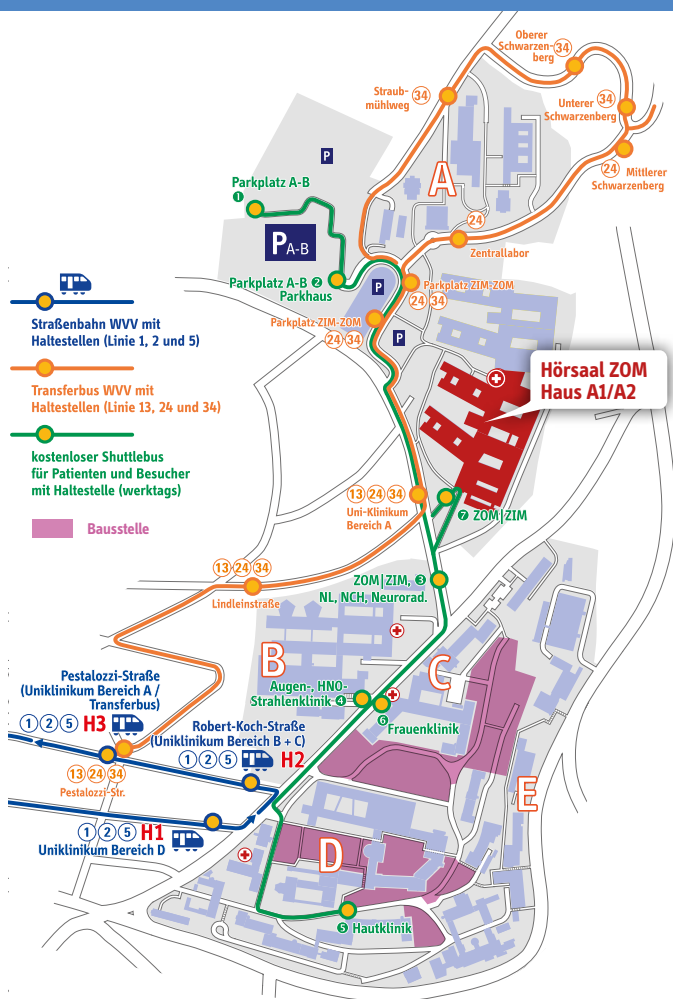 Oberer
Schwarzen-
berg
34
Straub-
mühlweg
34
Unterer
Schwarzenberg
34
24
Mittlerer
Schwarzenberg
P
A
Parkplatz A-B
1
24
Zentrallabor
P A-B
Parkplatz A-B 2
Parkhaus
P
Parkplatz ZIM-ZOM
24 34
Parkplatz ZIM-ZOM
24 34
P
Straßenbahn WVV mit
Haltestellen (Linie 1, 2 und 5)
Transferbus WVV mit
Haltestellen (Linie 13, 24 und 34)
kostenloser Shuttlebus
für Patienten und Besucher
mit Haltestelle (werktags)
Baustelle
Hörsaal ZOM
Haus A1/A2
13 24 34
Uni-Klinikum
Bereich A
7 ZOM|ZIM
13 24 34
Lindleinstraße
ZOM|ZIM, 3
NL, NCH, Neurorad.
B
C
Augen-, HNO-
Strahlenklinik 4
6
Frauenklinik
Pestalozzi-Straße
(Uniklinikum Bereich A /
Transferbus)
1 2 5 H3
13 24 34
Pestalozzi-Str.
Robert-Koch-Straße
(Uniklinikum Bereich B + C)
1 2 5 H2
E
1 2 5 H1
Uniklinikum Bereich D
D
5 Hautklinik